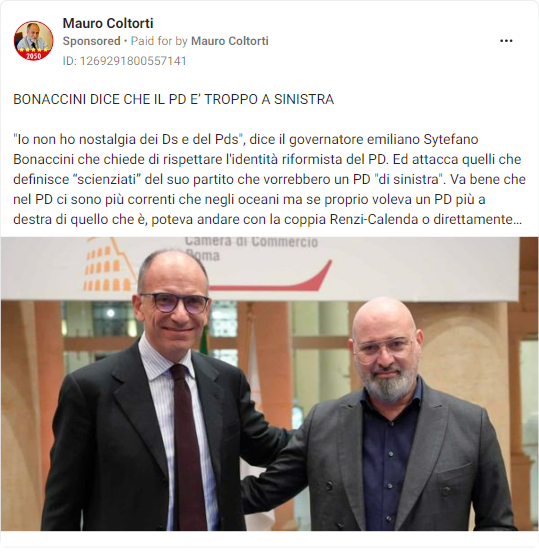 Mauro Coltorti
Sponsored • Paid for by Mauro Coltorti
ID: 1269291800557141
2050
BONACCINI DICE CHE IL PD E’ TROPPO A SINISTRA
"Io non ho nostalgia dei Ds e del Pds", dice il governatore emiliano Sytefano
Bonaccini che chiede di rispettare l'identità riformista del PD. Ed attacca quelli che
definisce “scienziati” del suo partito che vorrebbero un PD "di sinistra". Va bene che
nel PD ci sono più correnti che negli oceani ma se proprio voleva un PD più a
destra di quello che è, poteva andare con la coppia Renzi-Calenda o direttamente...
Camera di Commercio
Roma